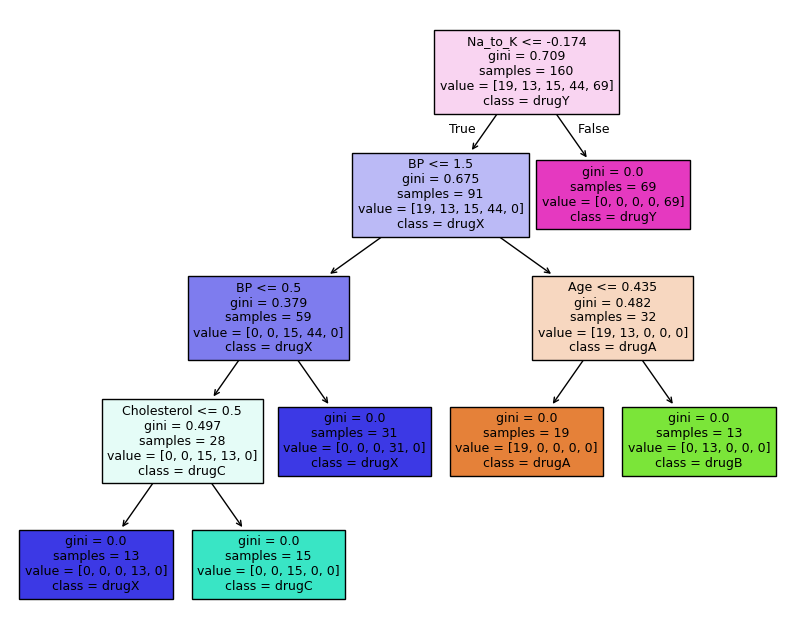 Na_to_K <= -0.174
gini = 0.709
samples = 160
value = [19, 13, 15, 44, 69]
class = drugY
True
False
BP <= 1.5
gini = 0.675
samples = 91
value = [19, 13, 15, 44, 0]
class = drugX
gini = 0.0
samples = 69
value = [0, 0, 0, 0, 69]
class = drugY
BP <= 0.5
gini = 0.379
samples = 59
value = [0, 0, 15, 44, 0]
class = drugX
Age <= 0.435
gini = 0.482
samples = 32
value = [19, 13, 0, 0, 0]
class = drugA
Cholesterol <= 0.5
gini = 0.497
samples = 28
value = [0, 0, 15, 13, 0]
class = drugC
gini = 0.0
samples = 31
value = [0, 0, 0, 31, 0]
class = drugX
gini = 0.0
samples = 19
value = [19, 0, 0, 0, 0]
class = drugA
gini = 0.0
samples = 13
value = [0, 13, 0, 0, 0]
class = drugB
gini = 0.0
samples = 13
value = [0, 0, 0, 13, 0]
class = drugX
gini = 0.0
samples = 15
value = [0, 0, 15, 0, 0]
class = drugC